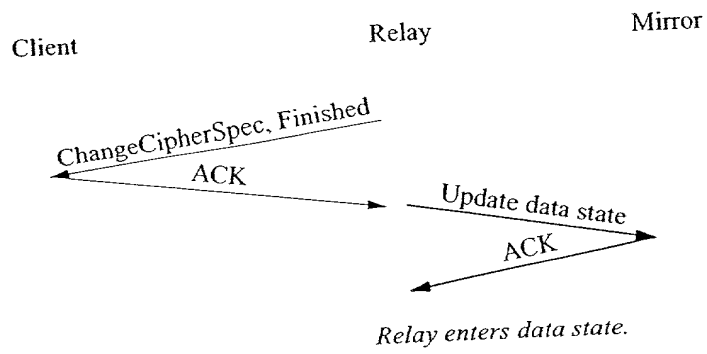 Client
Relay
Mirror
ChangeCipherSpec, Finished
ACK
Update data state
ACK
Relay enters data state.